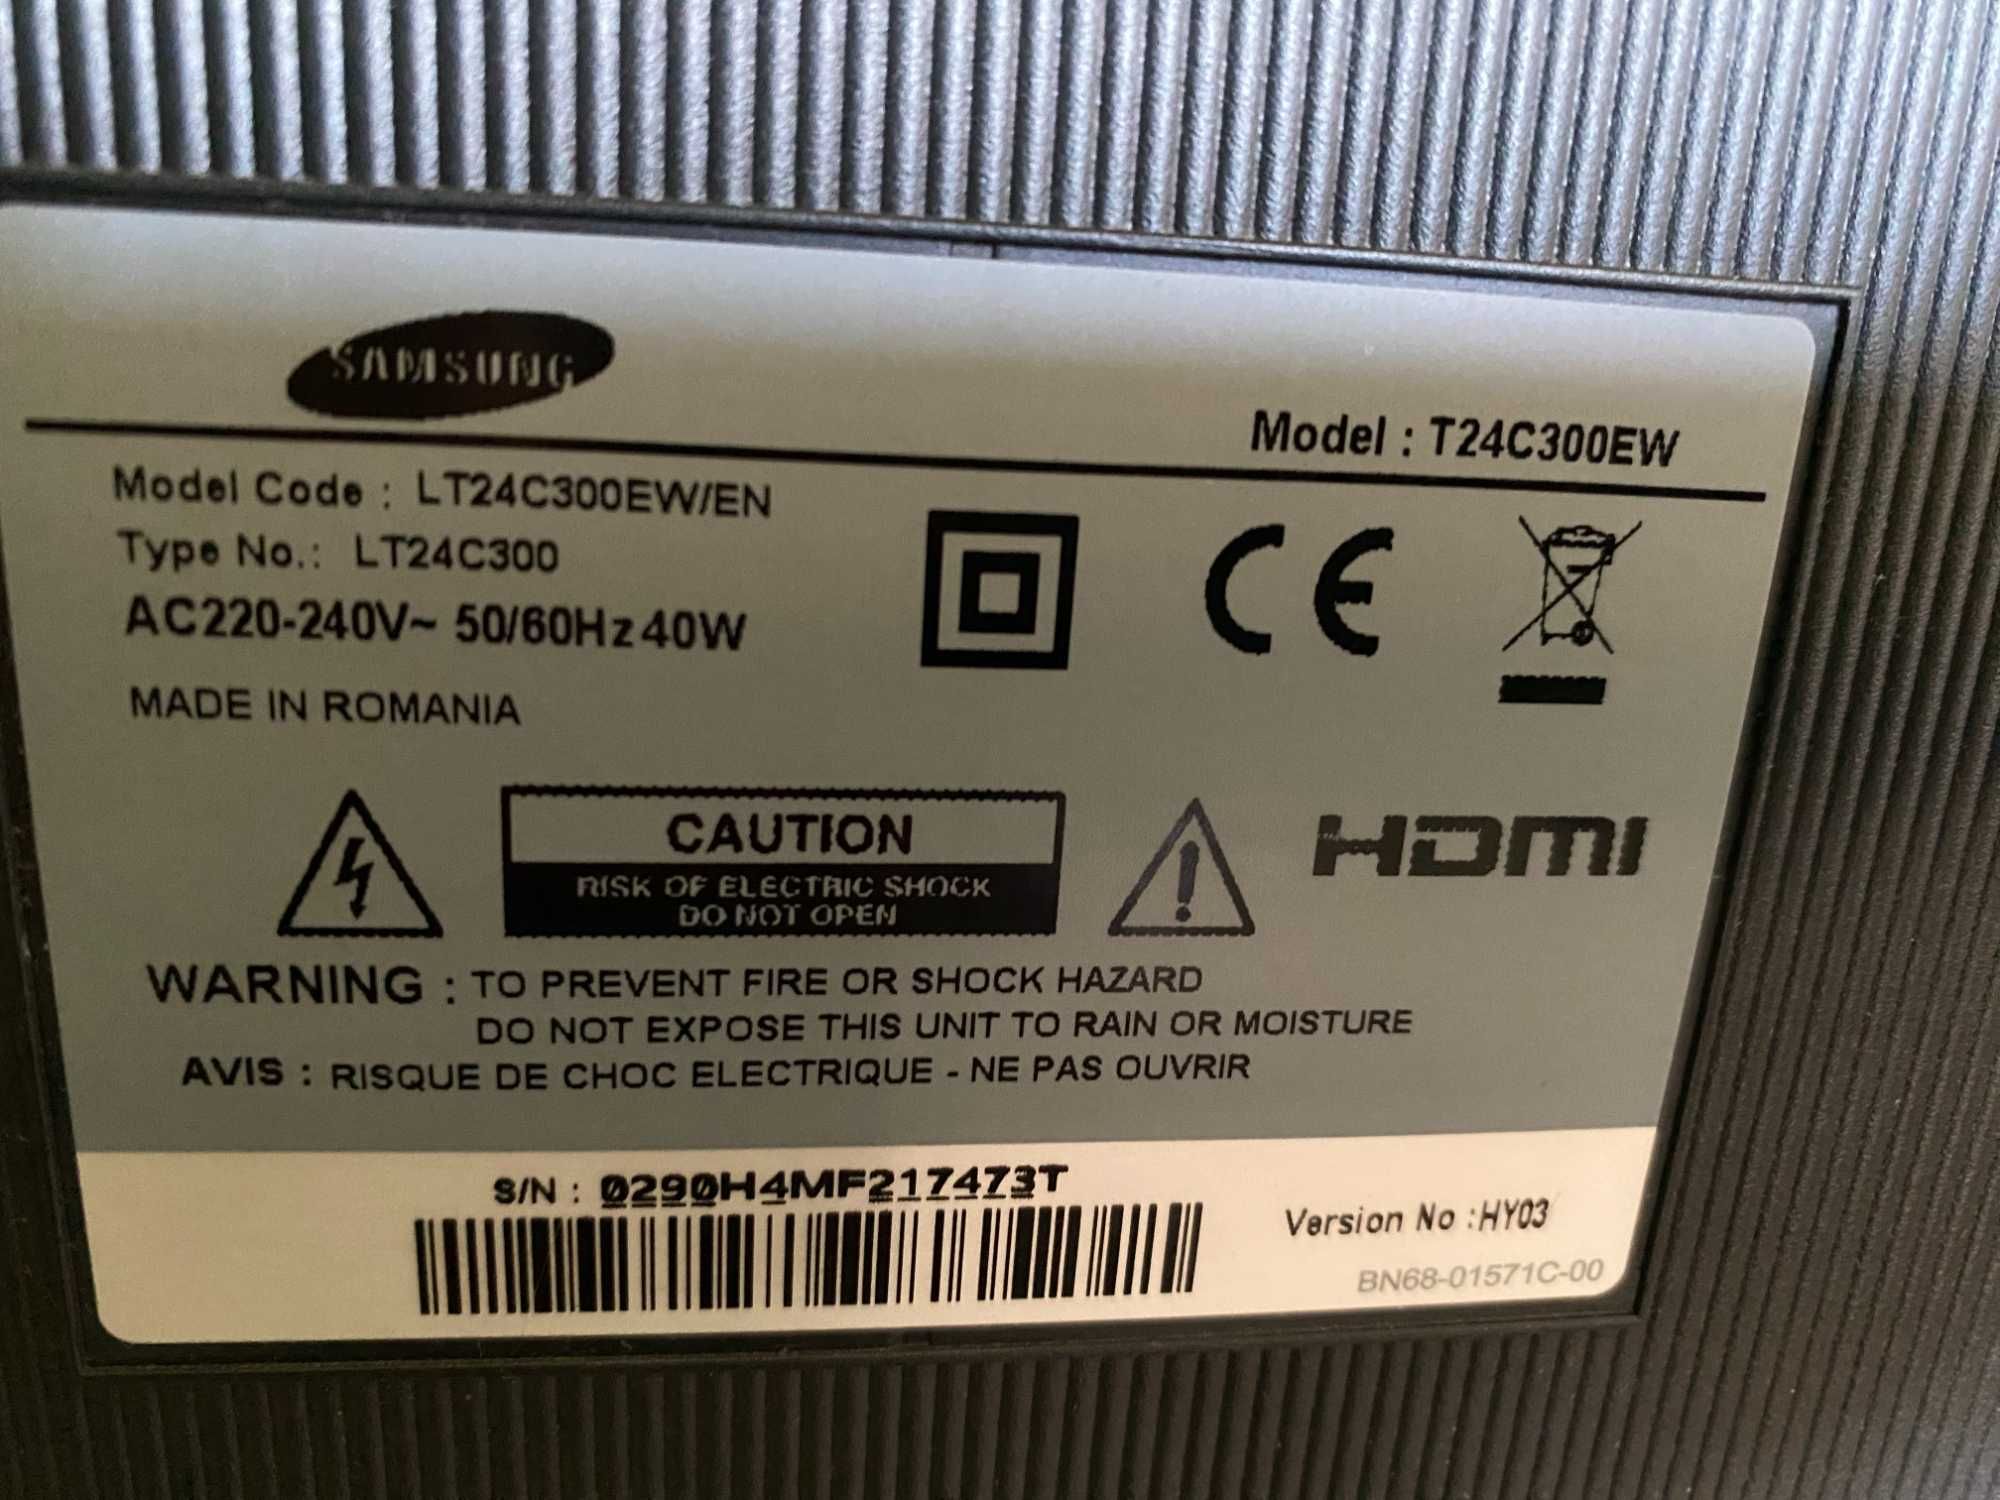 SAMSUNG
Model : T24C300EW
Model Code : LT24C300EW/EN
Type No.: LT24C300
AC220-240V~ 50/60Hz 40W
MADE IN ROMANIA
CE
CAUTION
RISK OF ELECTRIC SHOCK
DO NOT OPEN
HDMI
WARNING : TO PREVENT FIRE OR SHOCK HAZARD
DO NOT EXPOSE THIS UNIT TO RAIN OR MOISTURE
AVIS : RISQUE DE CHOC ELECTRIQUE - NE PAS OUVRIR
S/N : 0290H4MF217473T
Version No :HY03
BN68-01571C-00